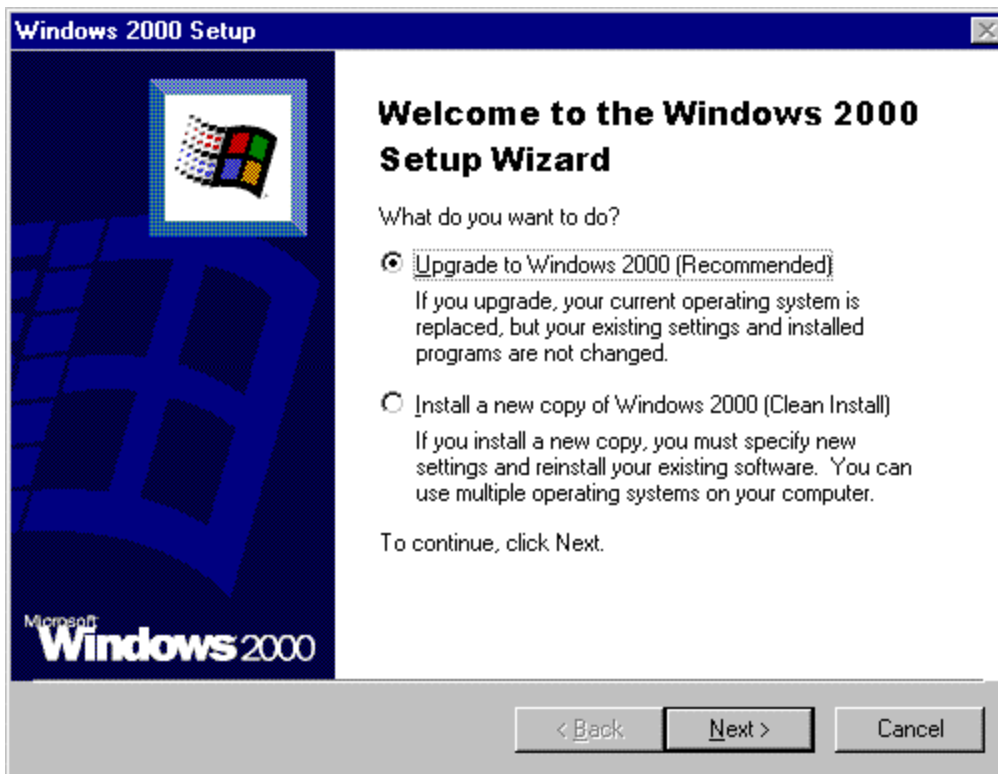 Windows 2000 Setup
Welcome to the Windows 2000
Setup Wizard
What do you want to do?
Upgrade to Windows 2000 (Recommended)
If you upgrade, your current operating system is
replaced, but your existing settings and installed
programs are not changed.
Install a new copy of Windows 2000 (Clean Install)
If you install a new copy, you must specify new
settings and reinstall your existing software.  You can
use multiple operating systems on your computer.
To continue, click Next.
Microsoft
Windows 2000
< Back
Next >
Cancel